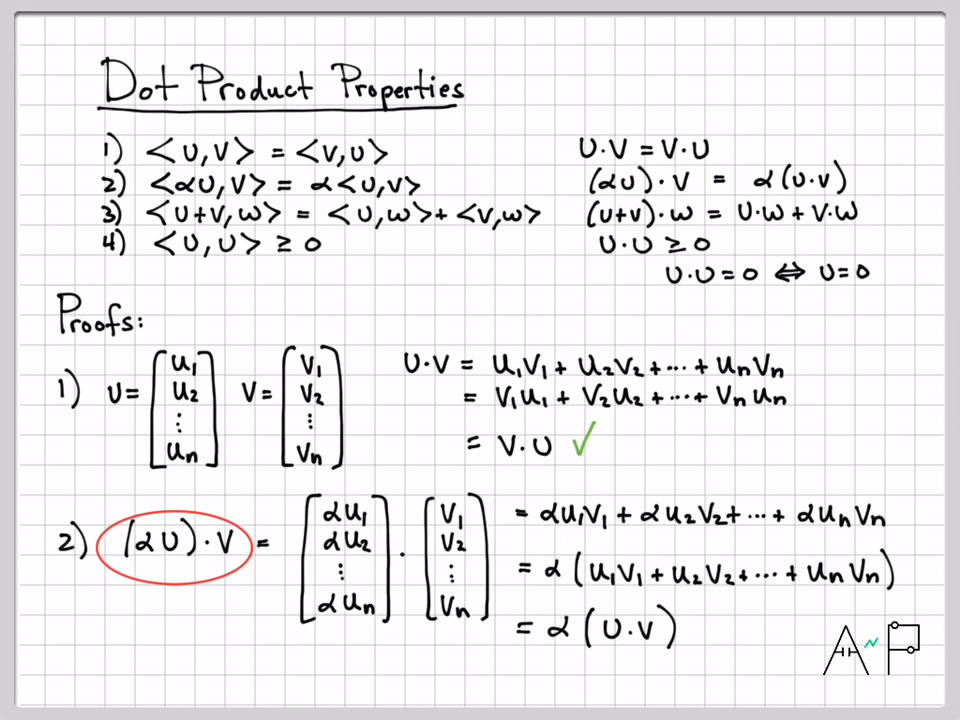 Dot Product Properties
1) <U,V> = <V,U> U·V = V·U
2) <αU,V> = α<U,V> (αU)·V = α(U·V)
3) <U+V,W> = <U,W>+<V,W> (U+V)·W = U·W + V·W
4) <U,U> ≥ 0 U·U ≥ 0
U·U = 0 ⇔ U=0
Proofs:
1) U= [u1 u2 ⋮ un] V= [V1 V2 ⋮ Vn] U·V = u1V1 + u2V2 +···+ unVn
= V1u1 + V2u2 +···+ Vnun
= V·U ✓
2) (αU)·V = [αu1 αu2 ⋮ αun] · [V1 V2 ⋮ Vn] = αu1V1 + αu2V2 +···+ αunVn
= α(u1V1 + u2V2 +···+ unVn)
= α(U·V)
A P